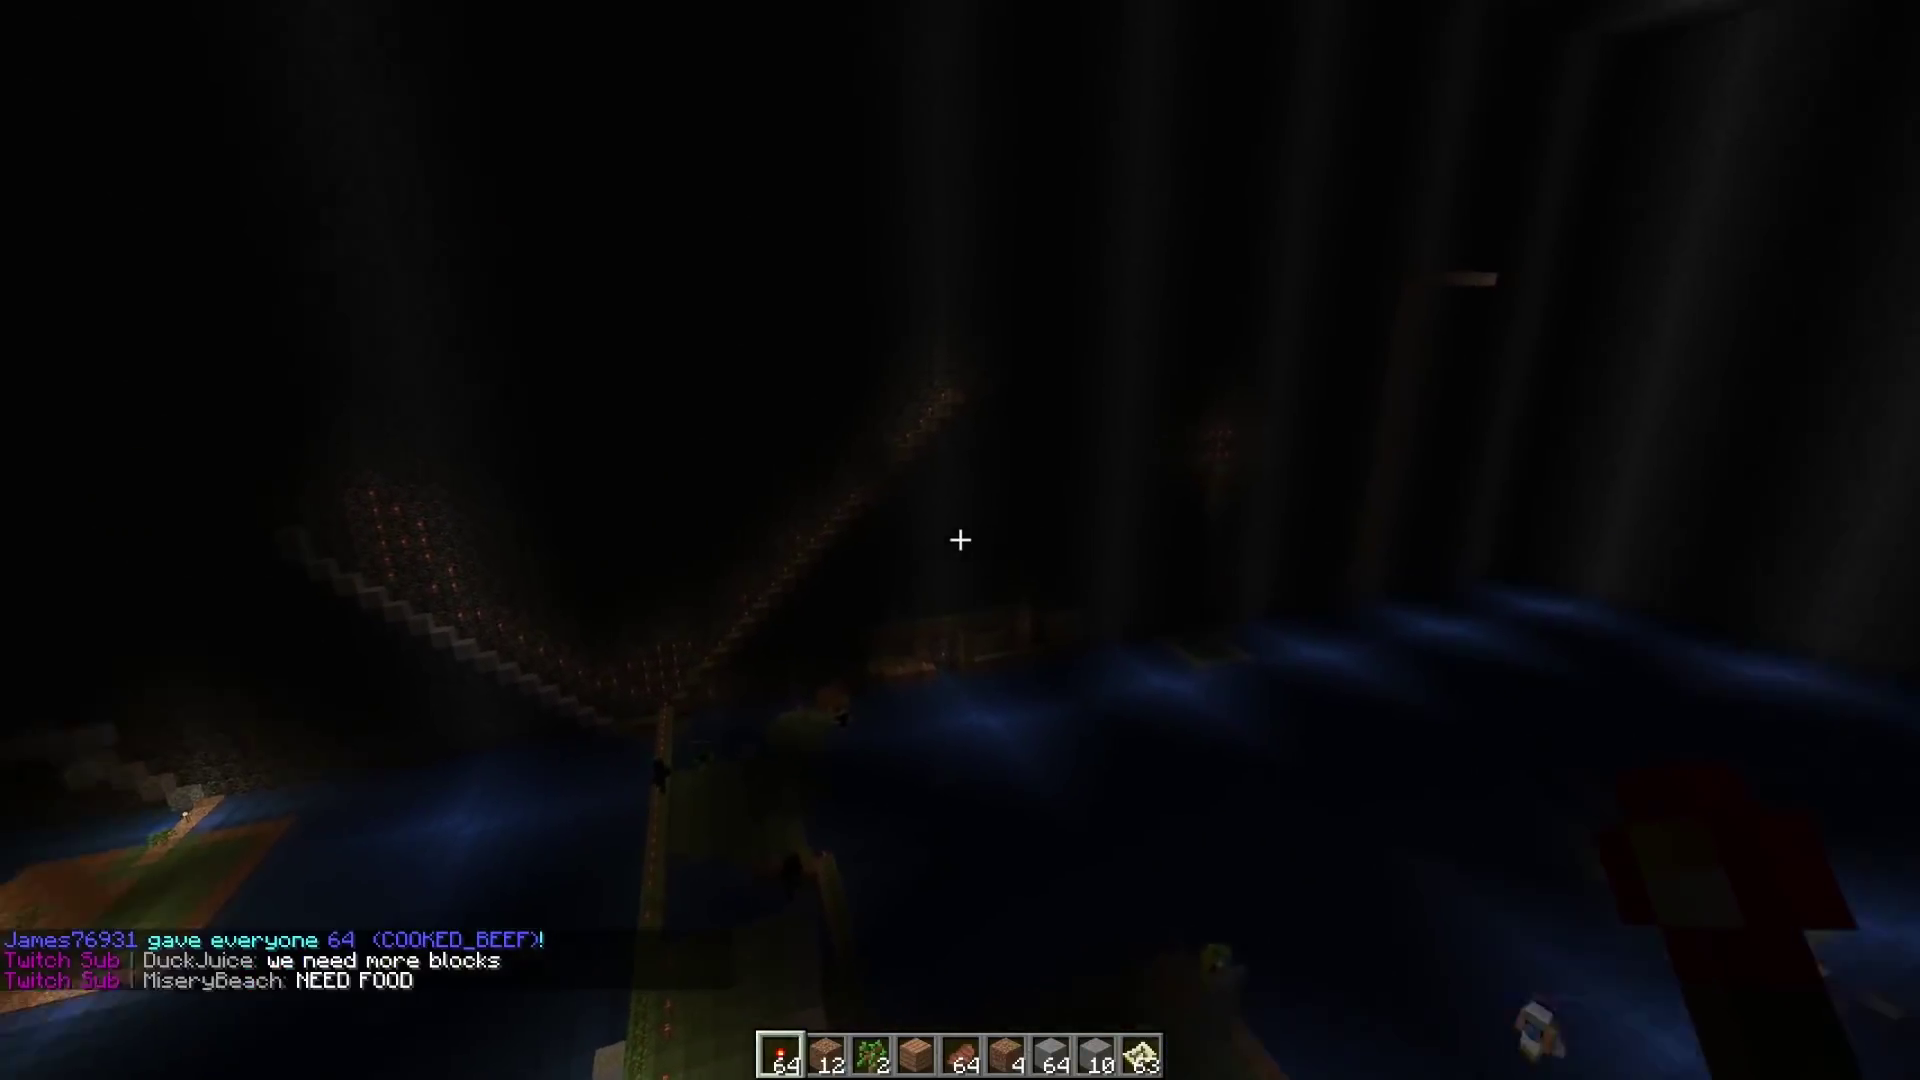 James76931 gave everyone 64 (COOKED_BEEF)!
Twitch Sub | DuckJuice: we need more blocks
Twitch Sub | MiseryBeach: NEED FOOD
64 12 2 64 4 64 10 63